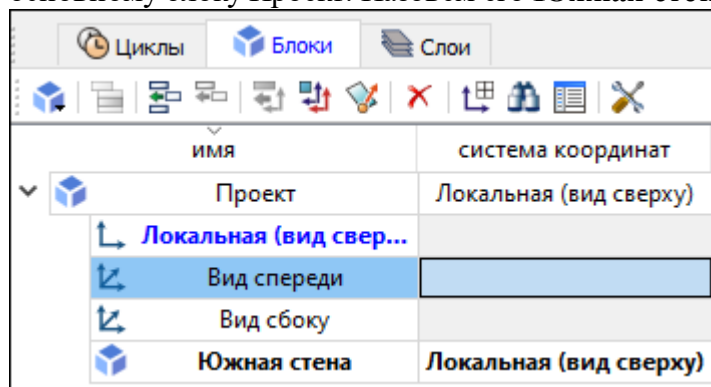 Циклы Блоки Слои
имя система координат
Проект Локальная (вид сверху)
Локальная (вид свер...
Вид спереди
Вид сбоку
Южная стена Локальная (вид сверху)